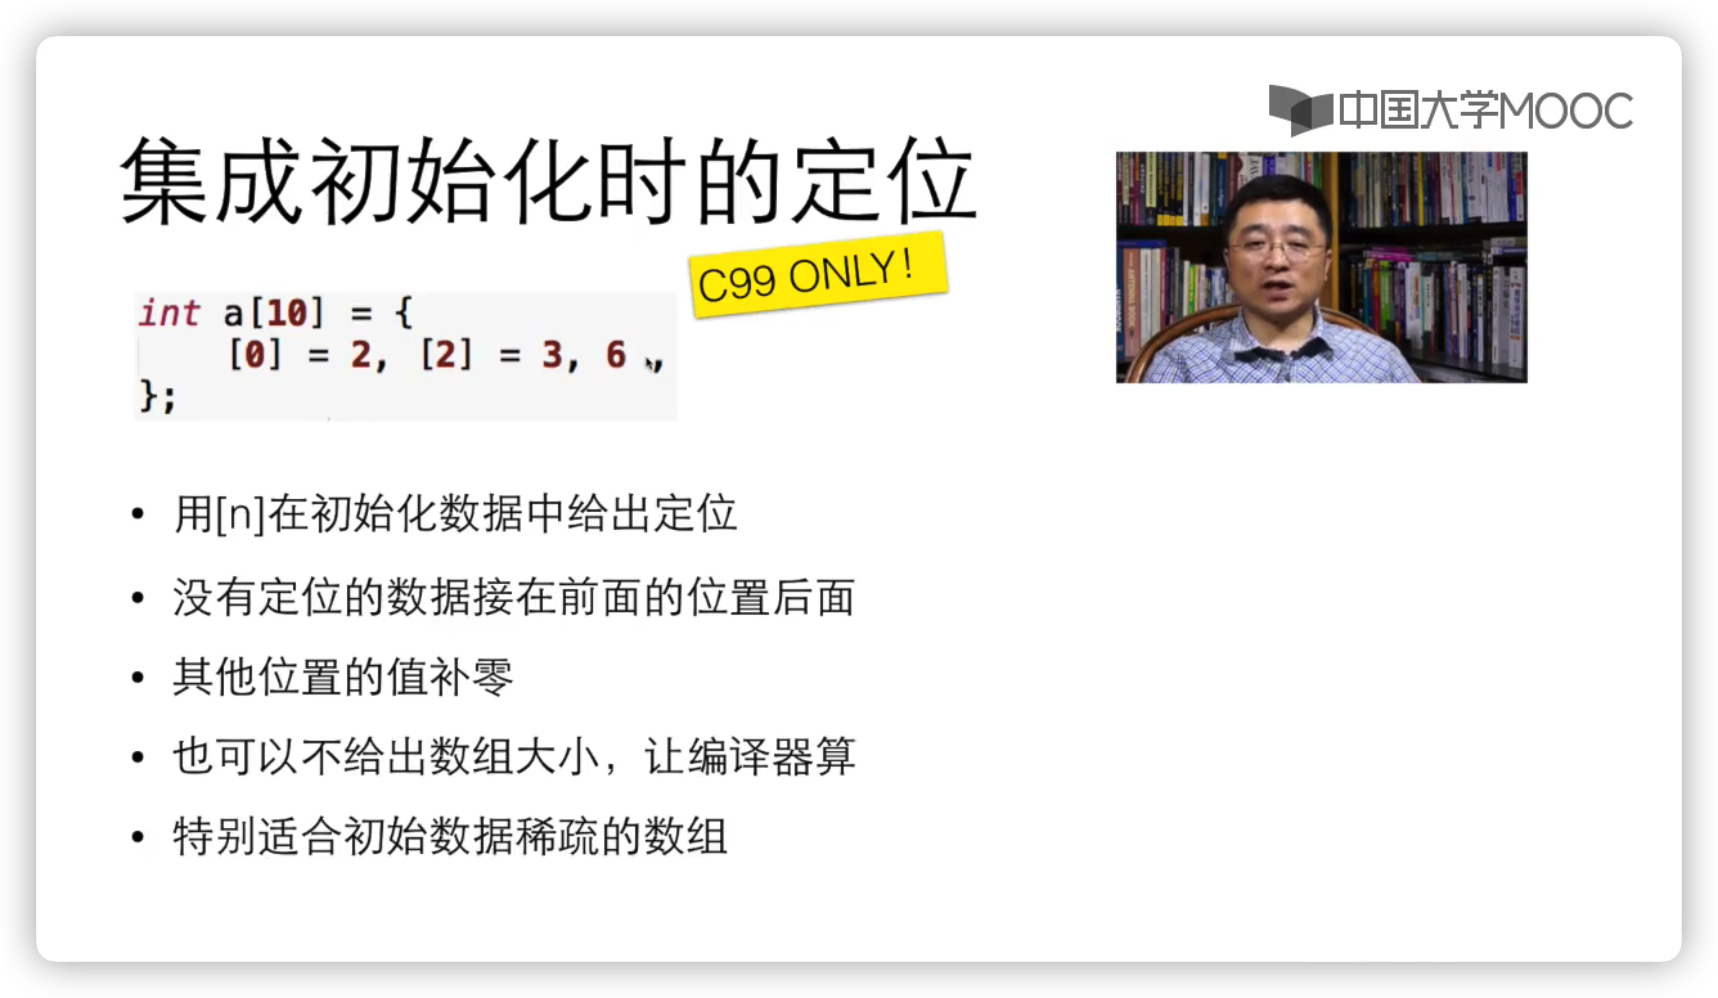 中国大学MOOC
集成初始化时的定位
C99 ONLY!
int a[10] = {
[0] = 2, [2] = 3, 6 ,
};
• 用[n]在初始化数据中给出定位
• 没有定位的数据接在前面的位置后面
• 其他位置的值补零
• 也可以不给出数组大小，让编译器算
• 特别适合初始数据稀疏的数组